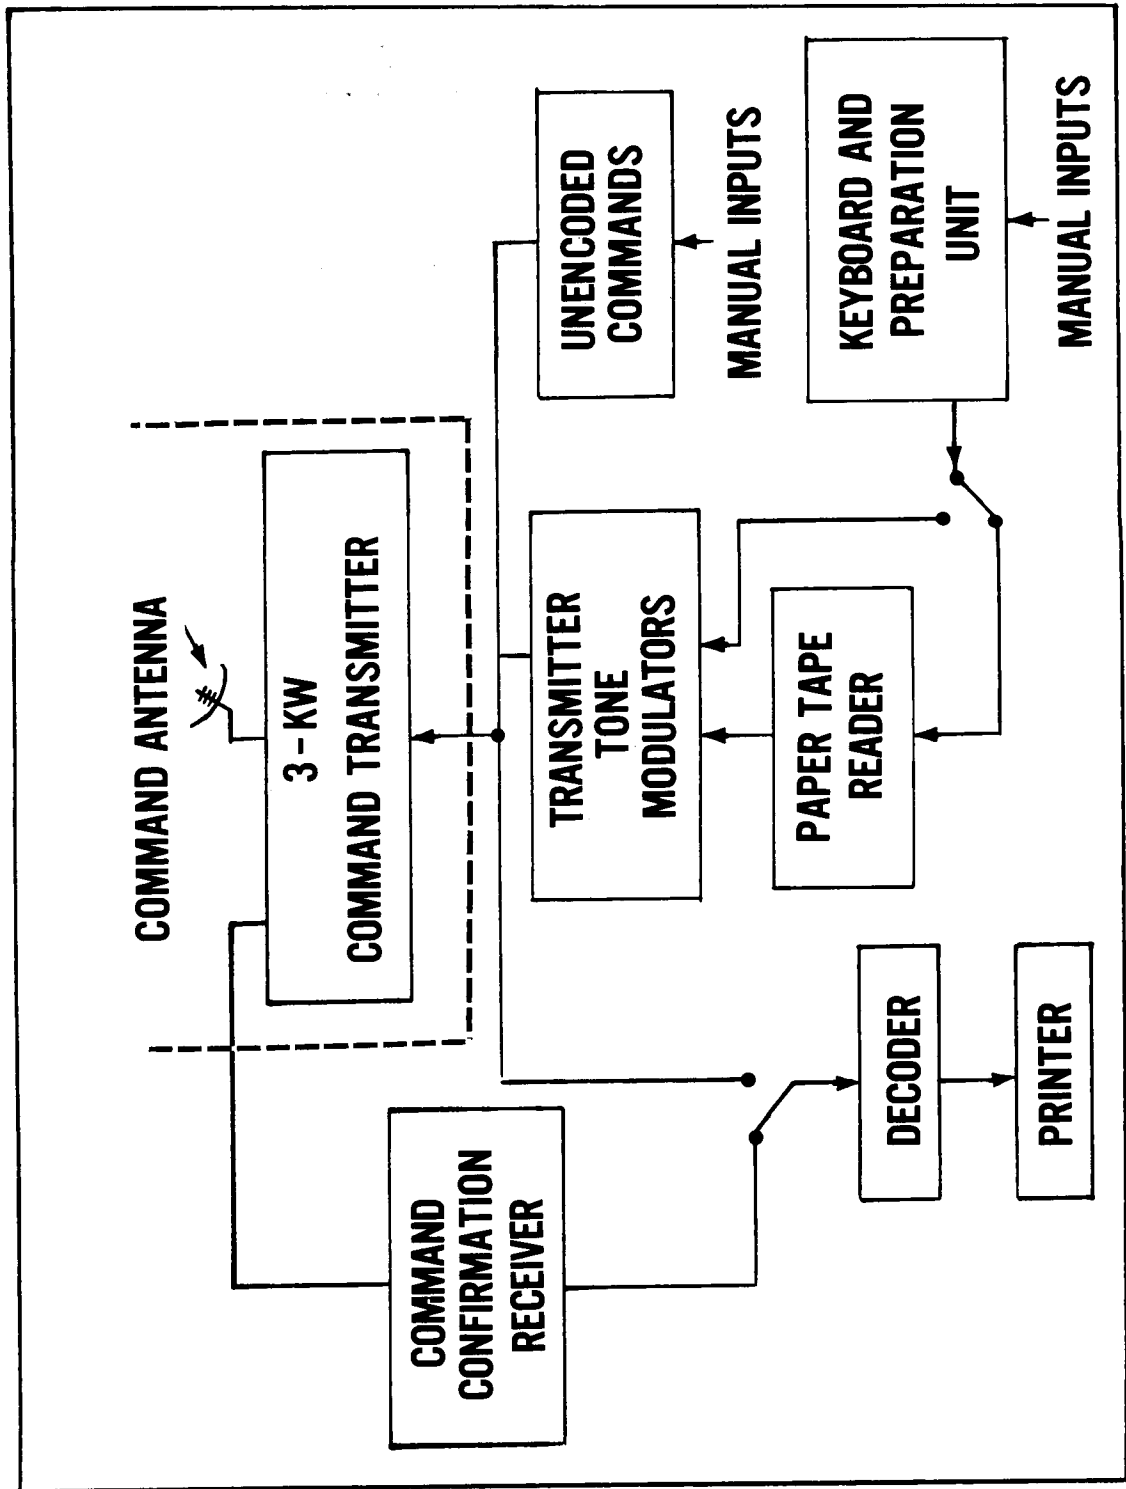 COMMAND ANTENNA
3-KW
COMMAND TRANSMITTER
COMMAND
CONFIRMATION
RECEIVER
UNENCODED
COMMANDS
MANUAL INPUTS
TRANSMITTER
TONE
MODULATORS
PAPER TAPE
READER
KEYBOARD AND
PREPARATION
UNIT
MANUAL INPUTS
DECODER
PRINTER